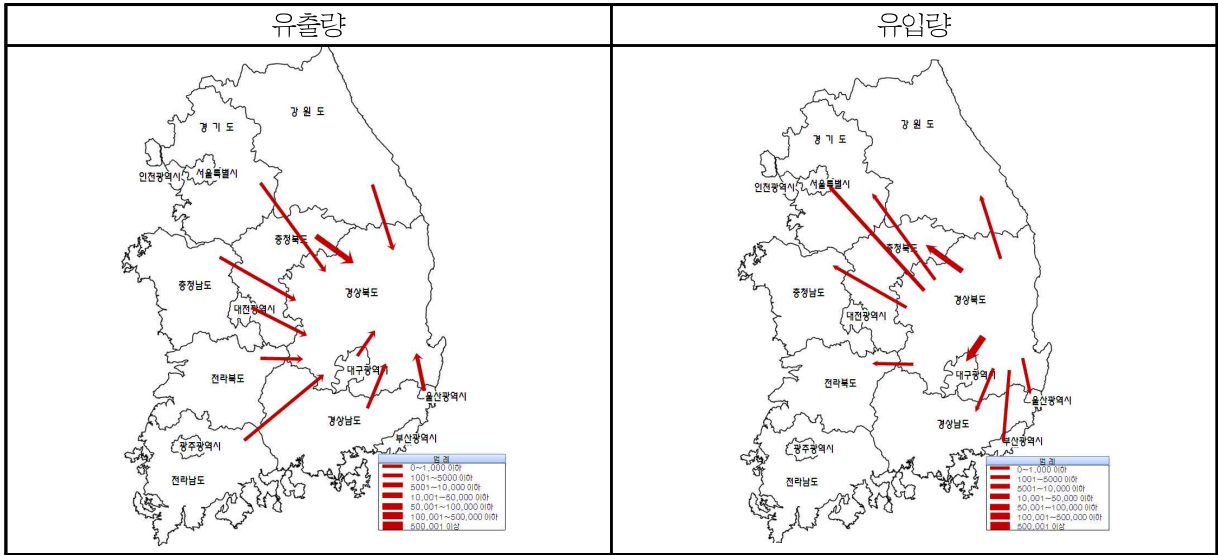 유출량
유입량
강 원 도
경 기 도
인천광역시
서울특별시
충청북도
충청남도
경상북도
대전광역시
대구광역시
전라북도
울산광역시
경상남도
부산광역시
광주광역시
전라남도
범 례
0~1,000 이하
1001~5000 이하
5001~10,000 이하
10,001~50,000 이하
50,001~100,000 이하
100,001~500,000 이하
500,001 이상
강 원 도
경 기 도
인천광역시
서울특별시
충청북도
충청남도
경상북도
대전광역시
대구광역시
전라북도
울산광역시
경상남도
부산광역시
광주광역시
전라남도
범 례
0~1,000 이하
1001~5000 이하
5001~10,000 이하
10,001~50,000 이하
50,001~100,000 이하
100,001~500,000 이하
500,001 이상